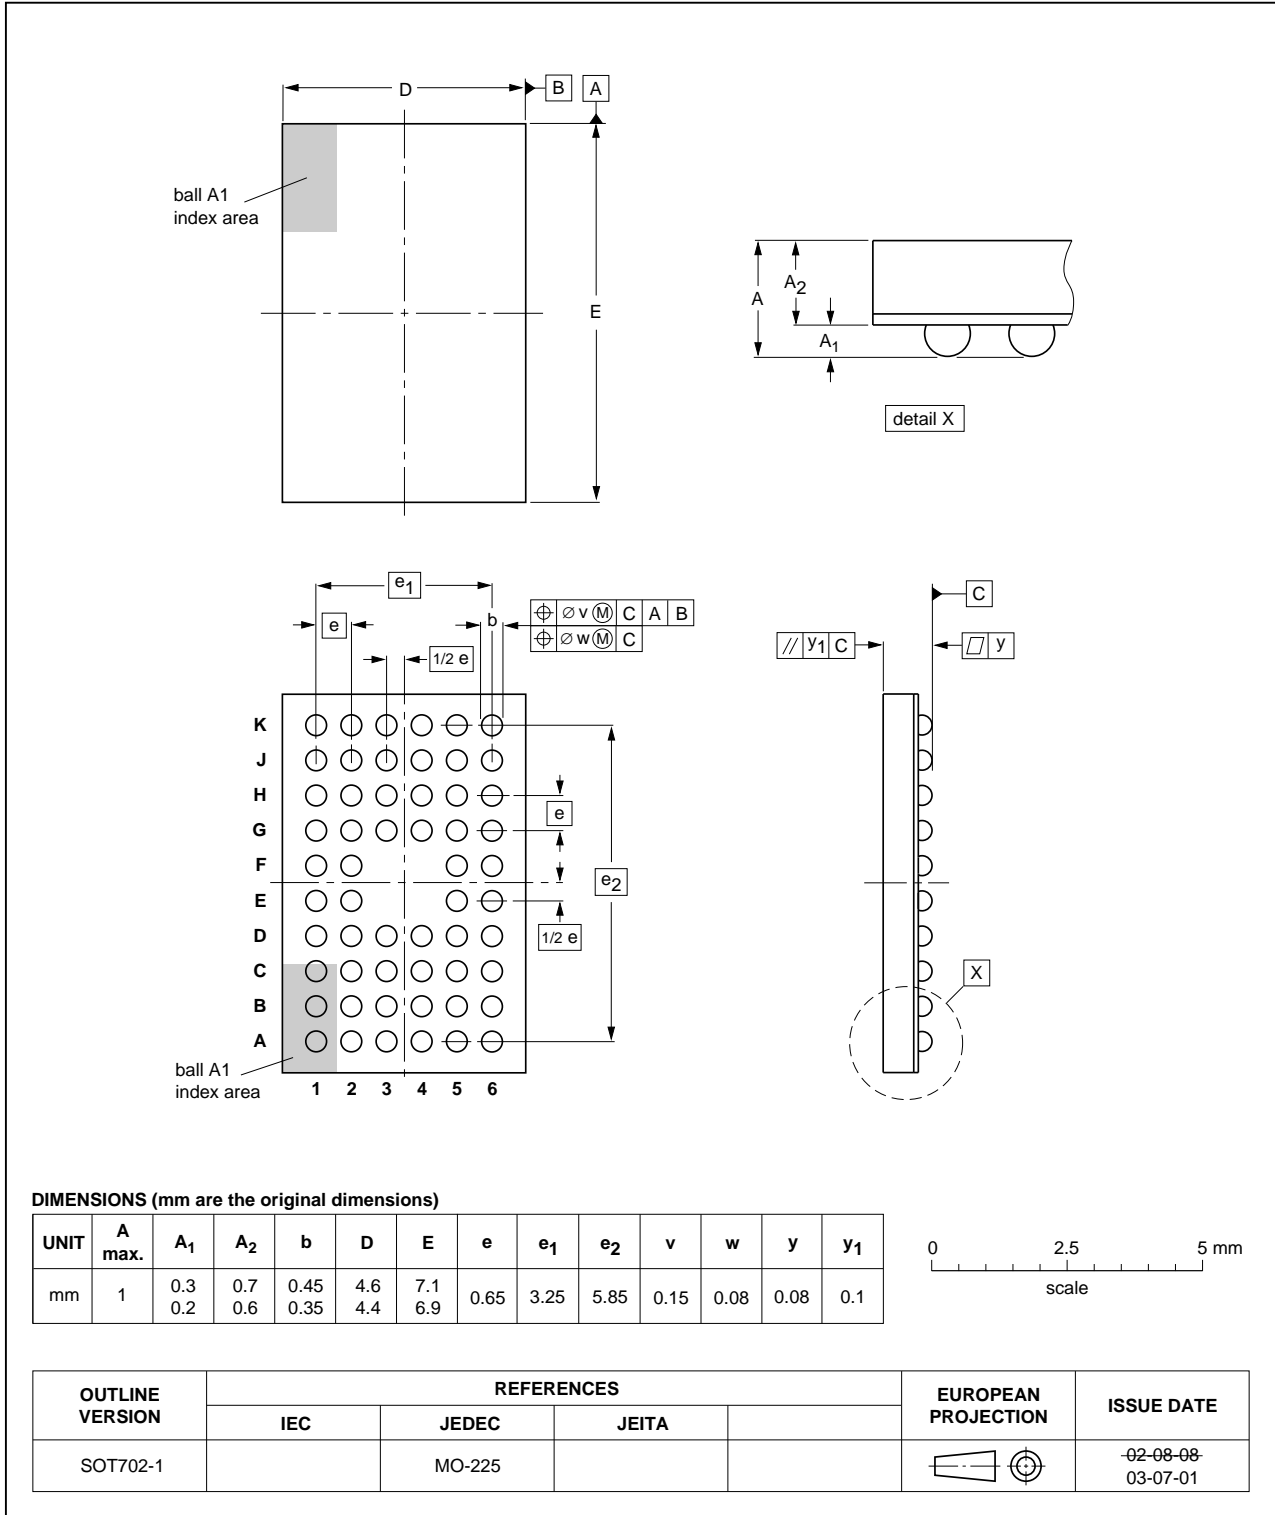 D
B
A
ball A1
index area
E
A
A2
A1
detail X
e1
e
b
⌖ ⌀ v Ⓜ C A B
⌖ ⌀ w Ⓜ C
1/2 e
C
// y1 C
▱ y
K
J
H
G
F
E
D
C
B
A
e
e2
1/2 e
X
ball A1
index area
1 2 3 4 5 6
DIMENSIONS (mm are the original dimensions)
UNIT A max. A1 A2 b D E e e1 e2 v w y y1
mm 1 0.3 0.2 0.7 0.6 0.45 0.35 4.6 4.4 7.1 6.9 0.65 3.25 5.85 0.15 0.08 0.08 0.1
0 2.5 5 mm
scale
OUTLINE VERSION REFERENCES EUROPEAN PROJECTION ISSUE DATE
IEC JEDEC JEITA
SOT702-1 MO-225 02-08-08
03-07-01